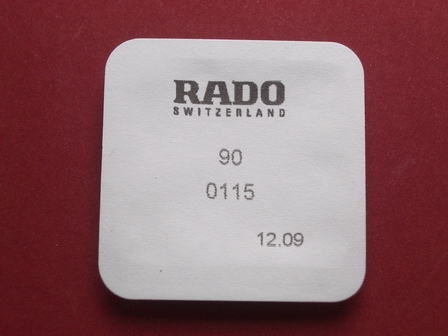 RADO
SWITZERLAND
90
0115
12.09